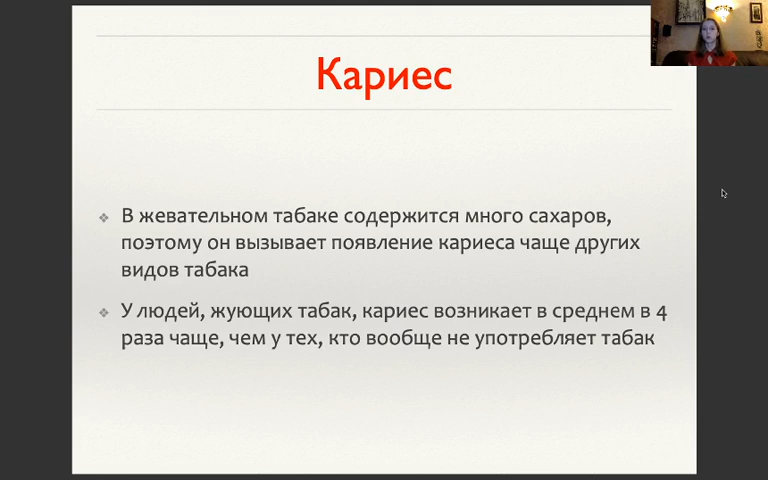 Кариес
В жевательном табаке содержится много сахаров,
поэтому он вызывает появление кариеса чаще других
видов табака
У людей, жующих табак, кариес возникает в среднем в 4
раза чаще, чем у тех, кто вообще не употребляет табак